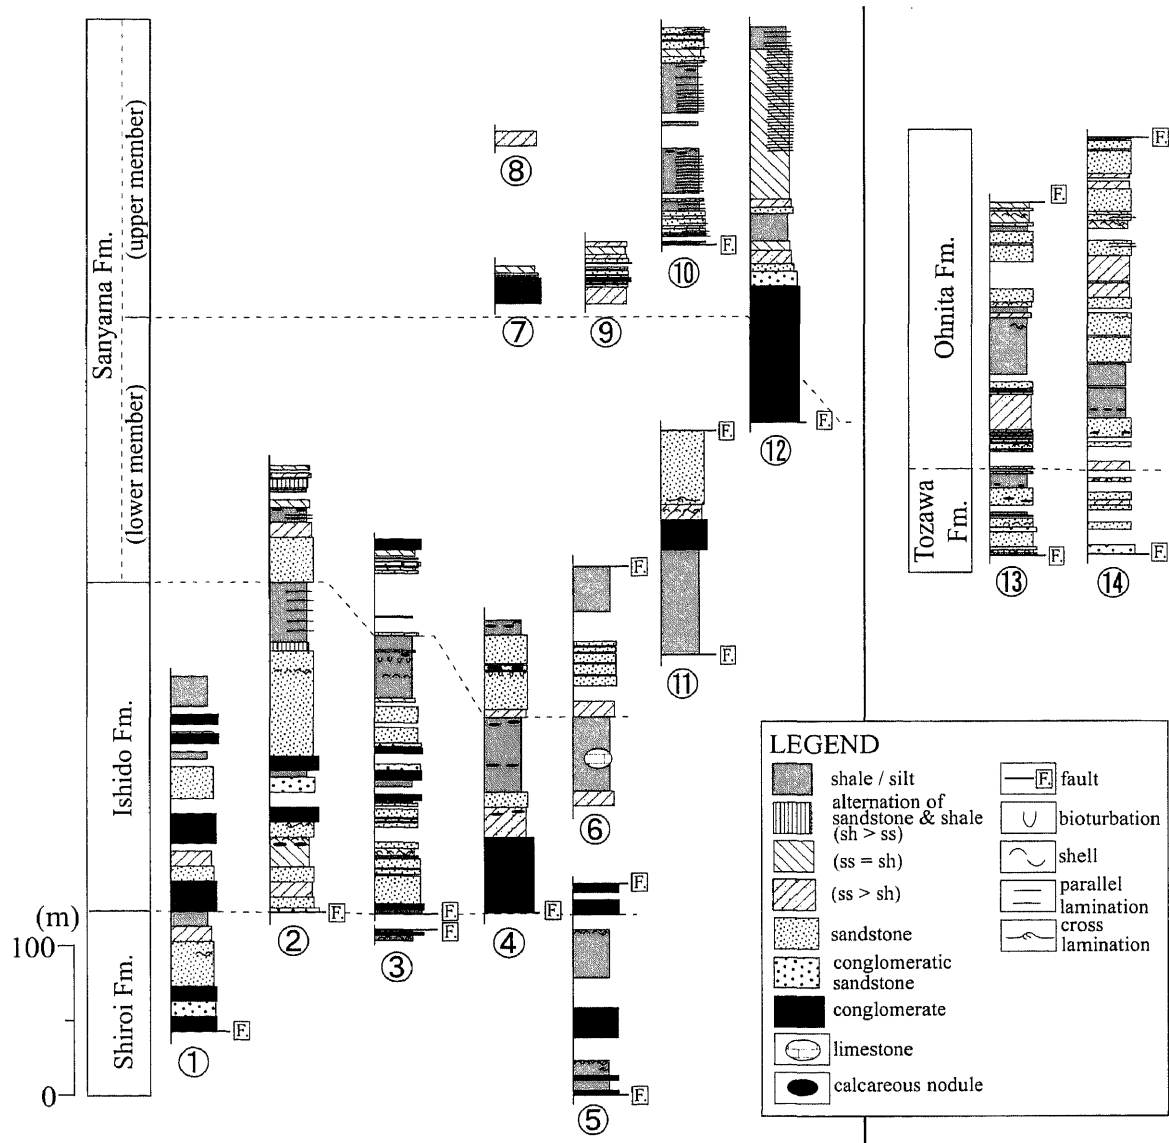 Sanyama Fm.
(upper member)
(lower member)
Ishido Fm.
Shiroi Fm.
(m)
100
0
①
F.
②
F.
③
F.
F.
④
F.
⑤
F.
F.
⑥
F.
⑦
⑧
⑨
⑩
F.
⑪
F.
F.
⑫
F.
Ohnita Fm.
Tozawa
Fm.
⑬
F.
F.
⑭
F.
F.
LEGEND
shale / silt
alternation of
sandstone & shale
(sh > ss)
(ss = sh)
(ss > sh)
sandstone
conglomeratic
sandstone
conglomerate
limestone
calcareous nodule
F. fault
bioturbation
shell
parallel
lamination
cross
lamination